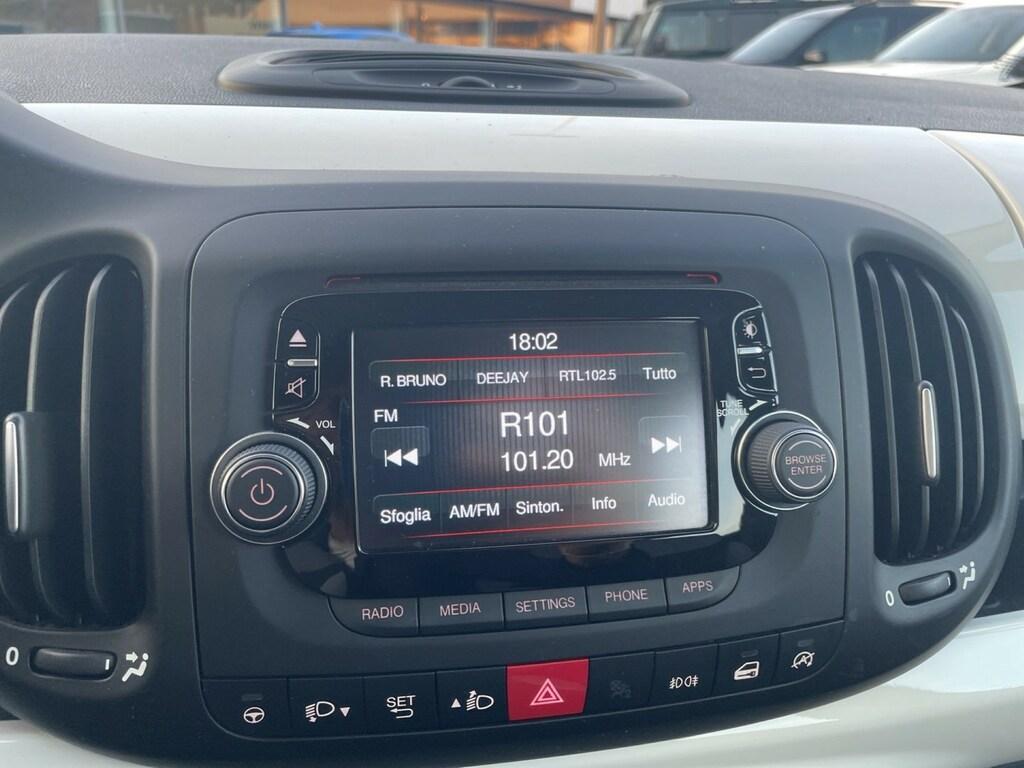 18:02
R.BRUNO DEEJAY RTL102.5 Tutto
FM
R101
101.20 MHz
Sfoglia AM/FM Sinton. Info Audio
VOL
TUNE
SCROLL
BROWSE
ENTER
RADIO MEDIA SETTINGS PHONE APPS
0
0
SET